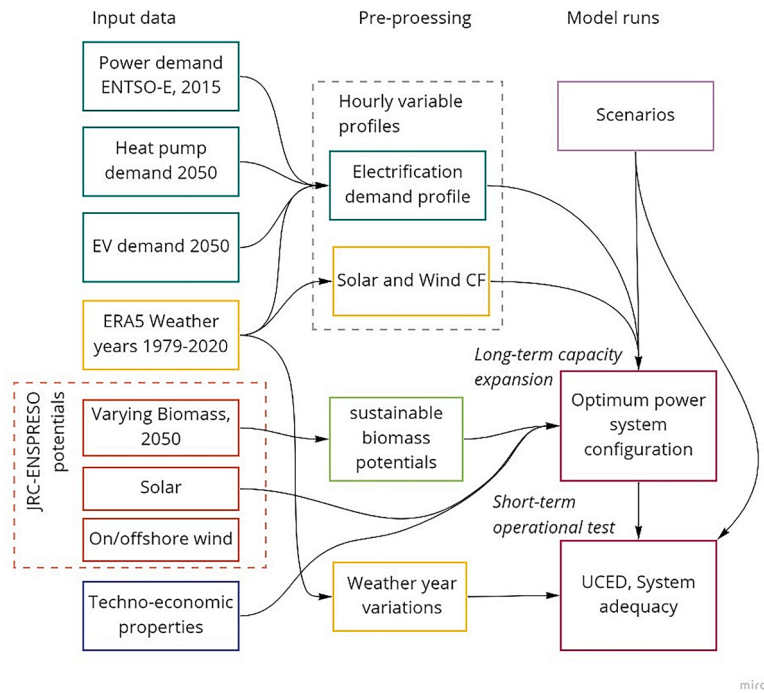 Input data
Pre-proessing
Model runs
Power demand
ENTSO-E, 2015
Heat pump
demand 2050
EV demand 2050
ERA5 Weather
years 1979-2020
JRC-ENSPRESO
potentials
Varying Biomass,
2050
Solar
On/offshore wind
Techno-economic
properties
Hourly variable
profiles
Electrification
demand profile
Solar and Wind CF
sustainable
biomass
potentials
Weather year
variations
Scenarios
Long-term capacity
expansion
Optimum power
system
configuration
Short-term
operational test
UCED, System
adequacy